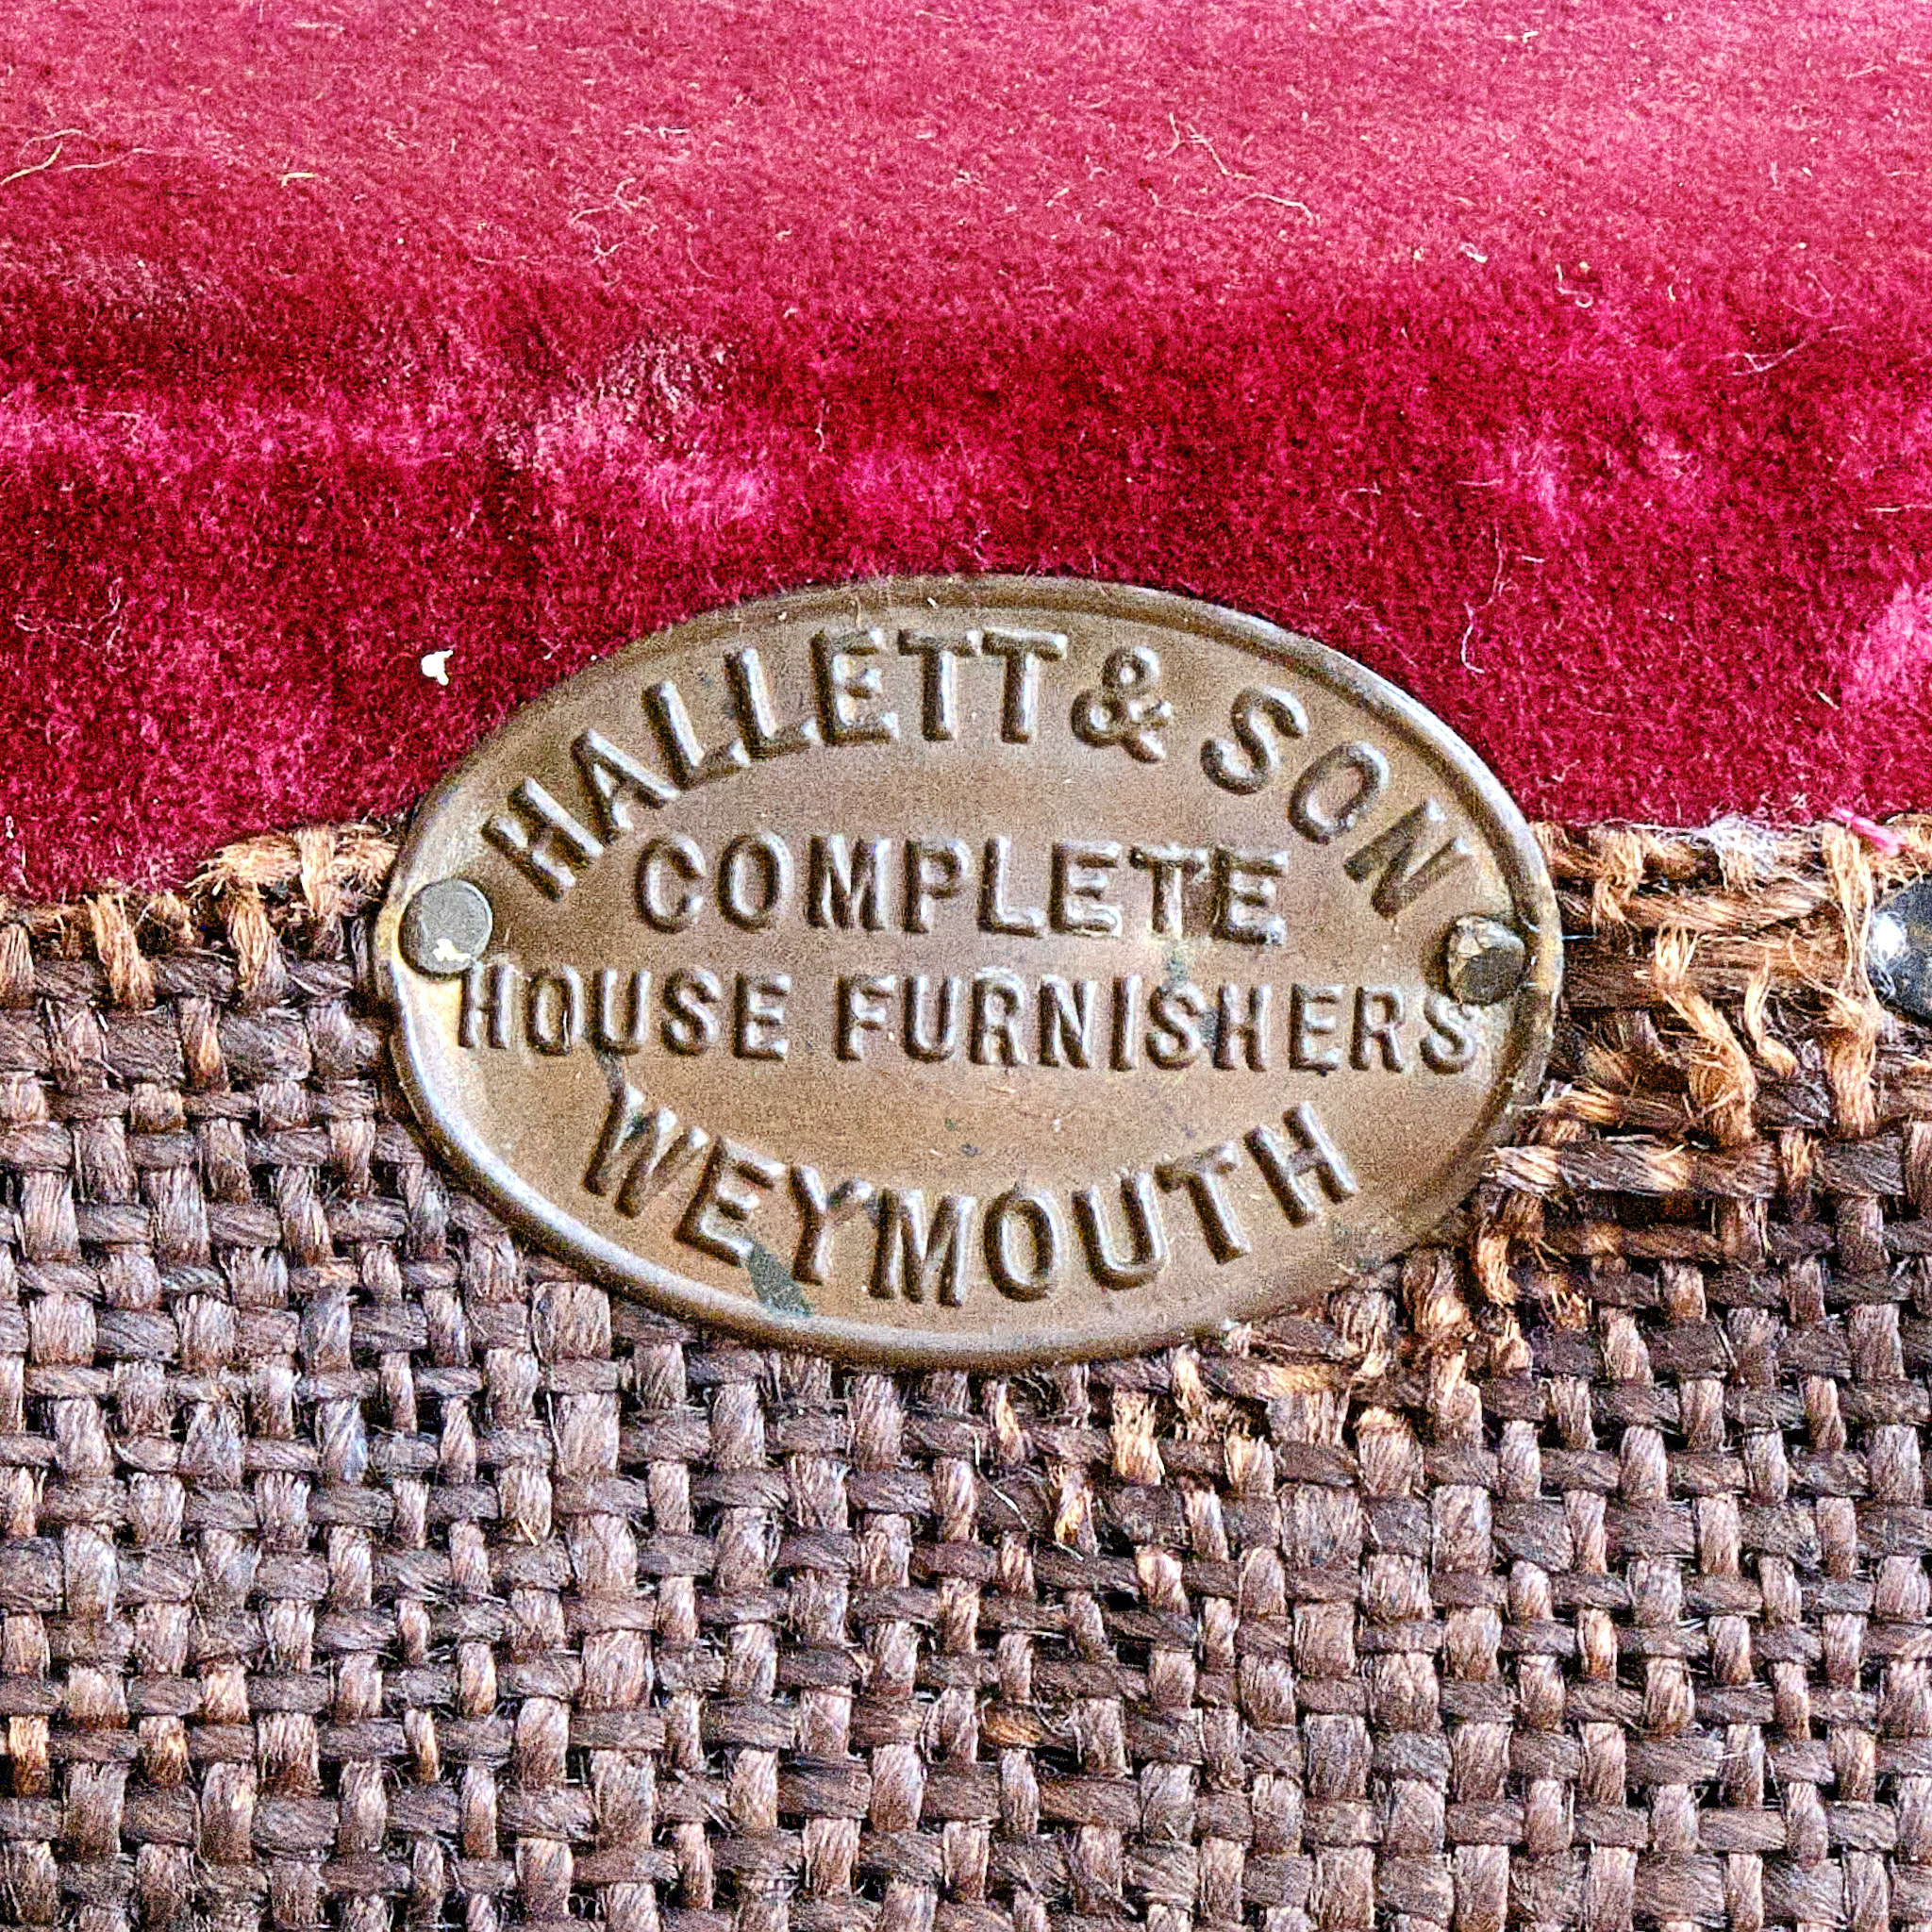 HALLETT & SON
COMPLETE
HOUSE FURNISHERS
WEYMOUTH